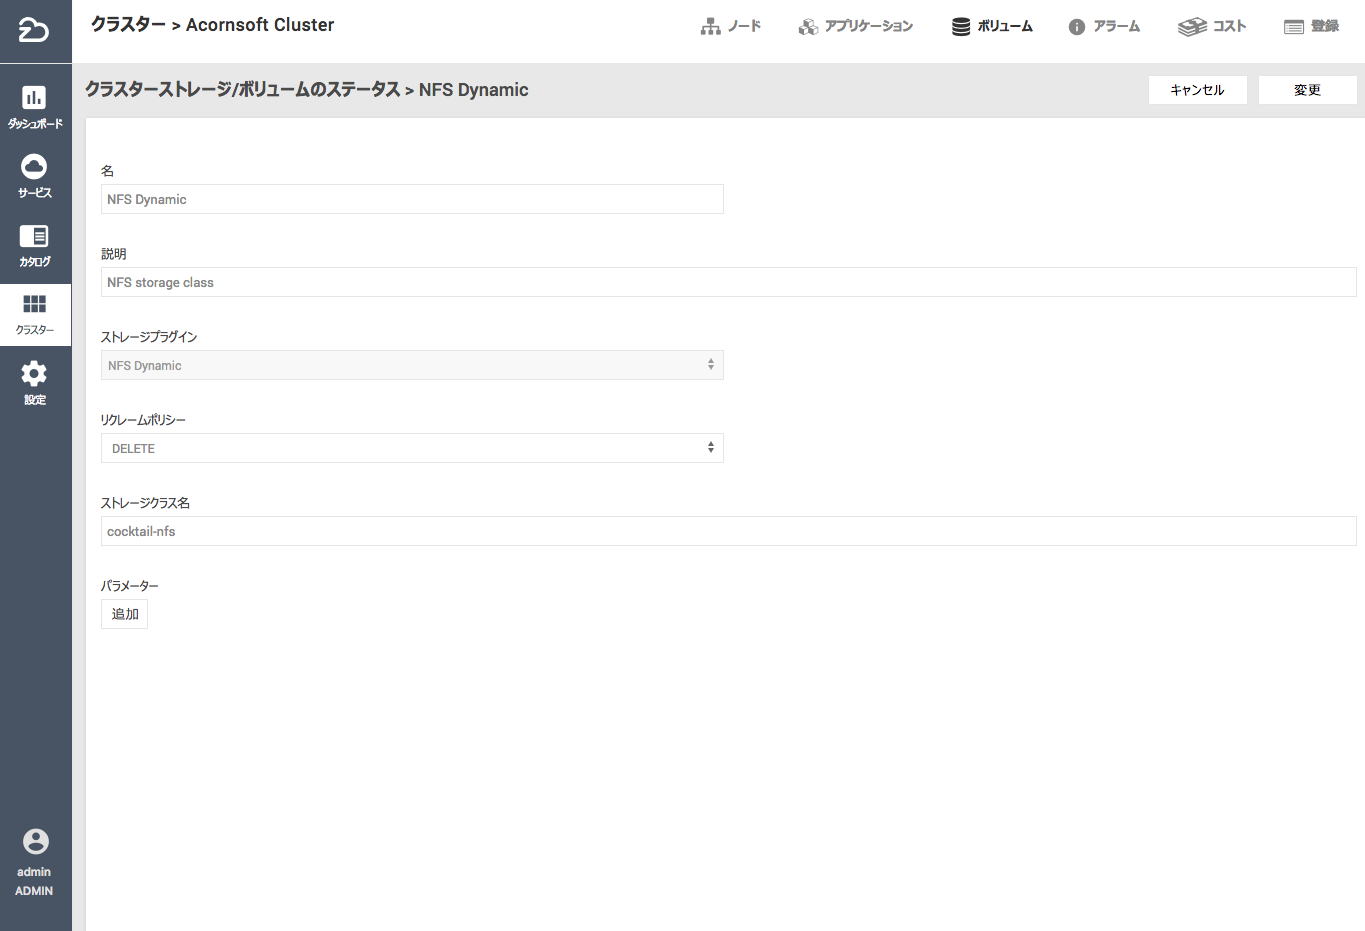 クラスター > Acornsoft Cluster
ノード
アプリケーション
ボリューム
アラーム
コスト
登録
クラスターストレージ/ボリュームのステータス > NFS Dynamic
キャンセル
変更
ダッシュボード
サービス
カタログ
クラスター
設定
admin
ADMIN
名
NFS Dynamic
説明
NFS storage class
ストレージプラグイン
NFS Dynamic
リクレームポリシー
DELETE
ストレージクラス名
cocktail-nfs
パラメーター
追加